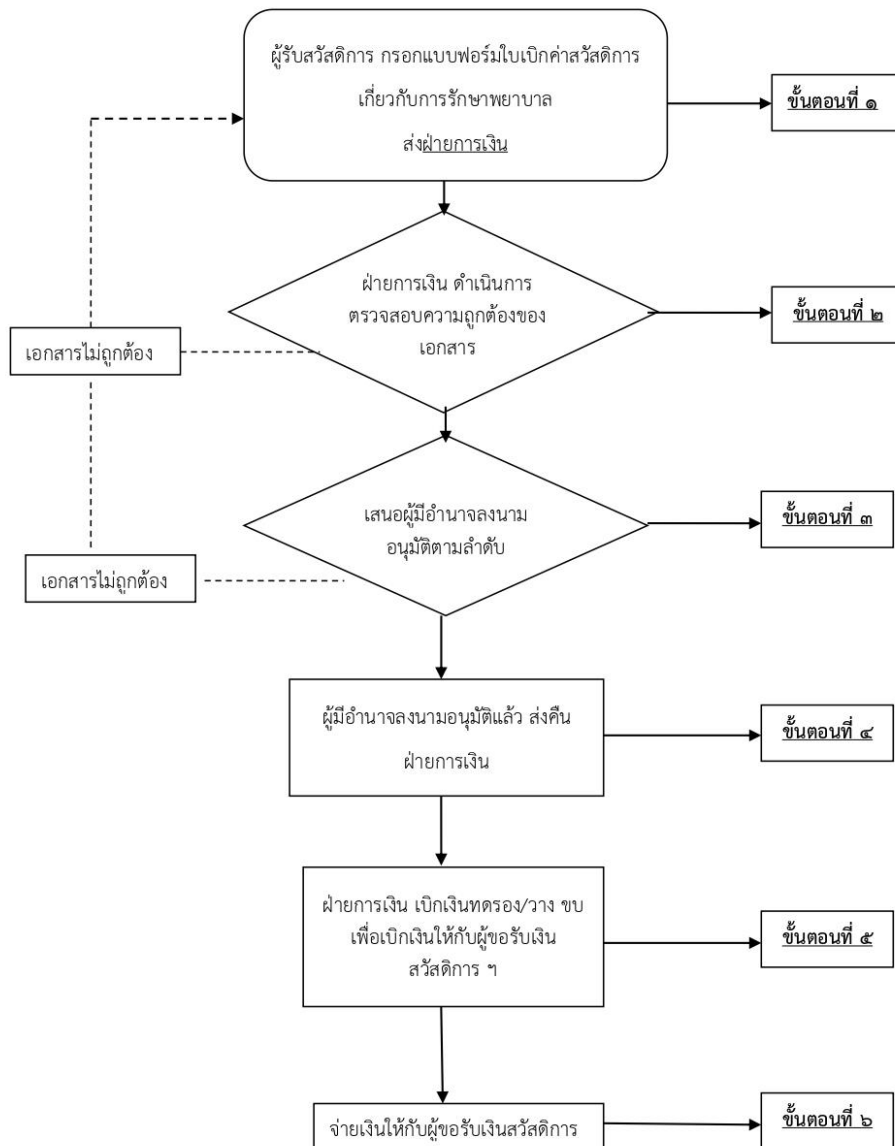 ผู้รับสวัสดิการ กรอกแบบฟอร์มใบเบิกค่าสวัสดิการ
เกี่ยวกับการรักษาพยาบาล
ส่งฝ่ายการเงิน
ขั้นตอนที่ ๑
ฝ่ายการเงิน ดำเนินการ
ตรวจสอบความถูกต้องของ
เอกสาร
ขั้นตอนที่ ๒
เอกสารไม่ถูกต้อง
เสนอผู้มีอำนาจลงนาม
อนุมัติตามลำดับ
ขั้นตอนที่ ๓
เอกสารไม่ถูกต้อง
ผู้มีอำนาจลงนามอนุมัติแล้ว ส่งคืน
ฝ่ายการเงิน
ขั้นตอนที่ ๔
ฝ่ายการเงิน เบิกเงินทดรอง/วาง ขบ
เพื่อเบิกเงินให้กับผู้ขอรับเงิน
สวัสดิการ ฯ
ขั้นตอนที่ ๕
จ่ายเงินให้กับผู้ขอรับเงินสวัสดิการ
ขั้นตอนที่ ๖